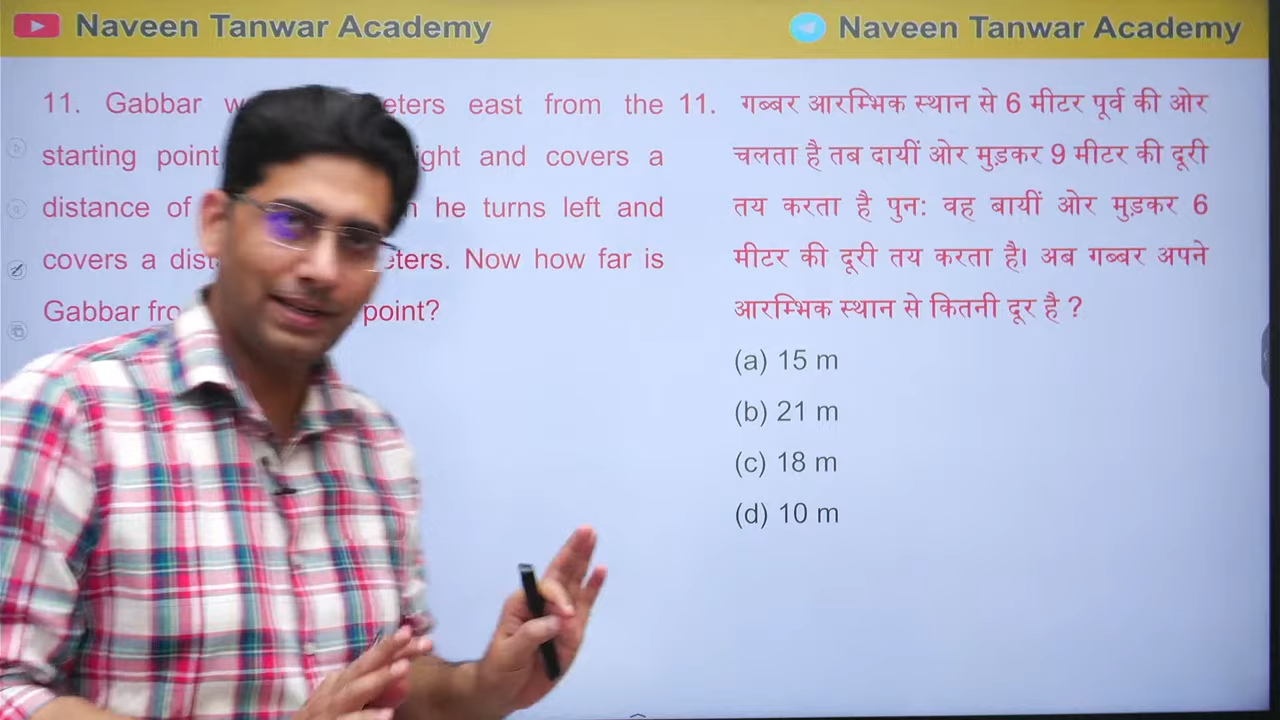 Naveen Tanwar Academy
Naveen Tanwar Academy
11. Gabbar eters east from the
starting point ight and covers a
distance of he turns left and
covers a eters. Now how far is
Gabbar point?
11. गब्बर आरम्भिक स्थान से 6 मीटर पूर्व की ओर
चलता है तब दायीं ओर मुड़कर 9 मीटर की दूरी
तय करता है पुन: वह बायीं ओर मुड़कर 6
मीटर की दूरी तय करता है। अब गब्बर अपने
आरम्भिक स्थान से कितनी दूर है ?
(a) 15 m
(b) 21 m
(c) 18 m
(d) 10 m